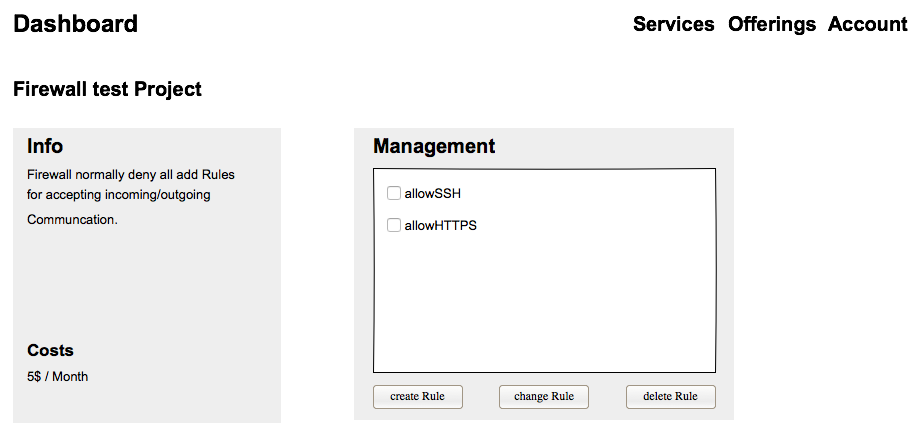 Dashboard
Services Offerings Account
Firewall test Project
Info
Firewall normally deny all add Rules
for accepting incoming/outgoing
Communcation.
Costs
5$ / Month
Management
allowSSH
allowHTTPS
create Rule
change Rule
delete Rule